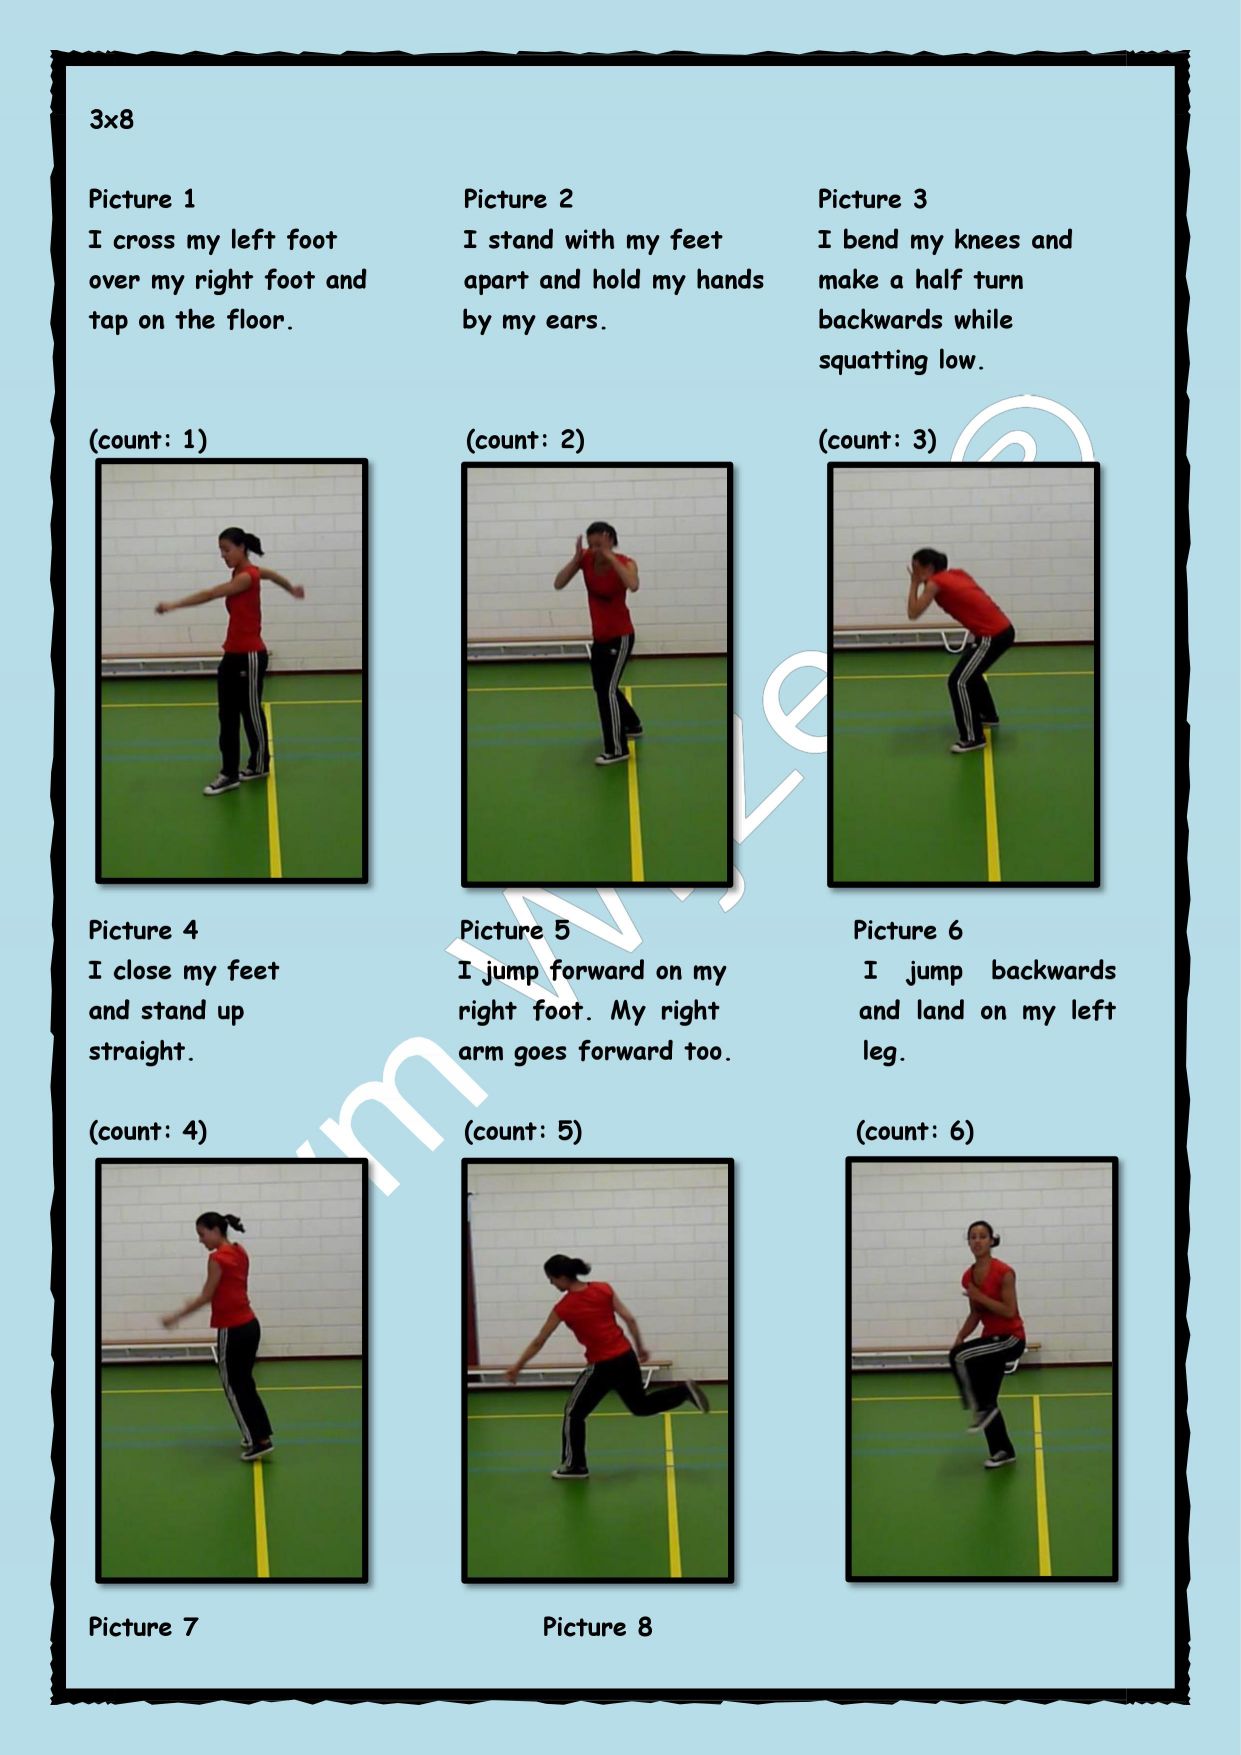 3x8
Picture 1
I cross my left foot
over my right foot and
tap on the floor.
(count: 1)
Picture 2
I stand with my feet
apart and hold my hands
by my ears.
(count: 2)
Picture 3
I bend my knees and
make a half turn
backwards while
squatting low.
(count: 3)
Picture 4
I close my feet
and stand up
straight.
(count: 4)
Picture 5
I jump forward on my
right foot. My right
arm goes forward too.
(count: 5)
Picture 6
I jump backwards
and land on my left
leg.
(count: 6)
Picture 7
Picture 8